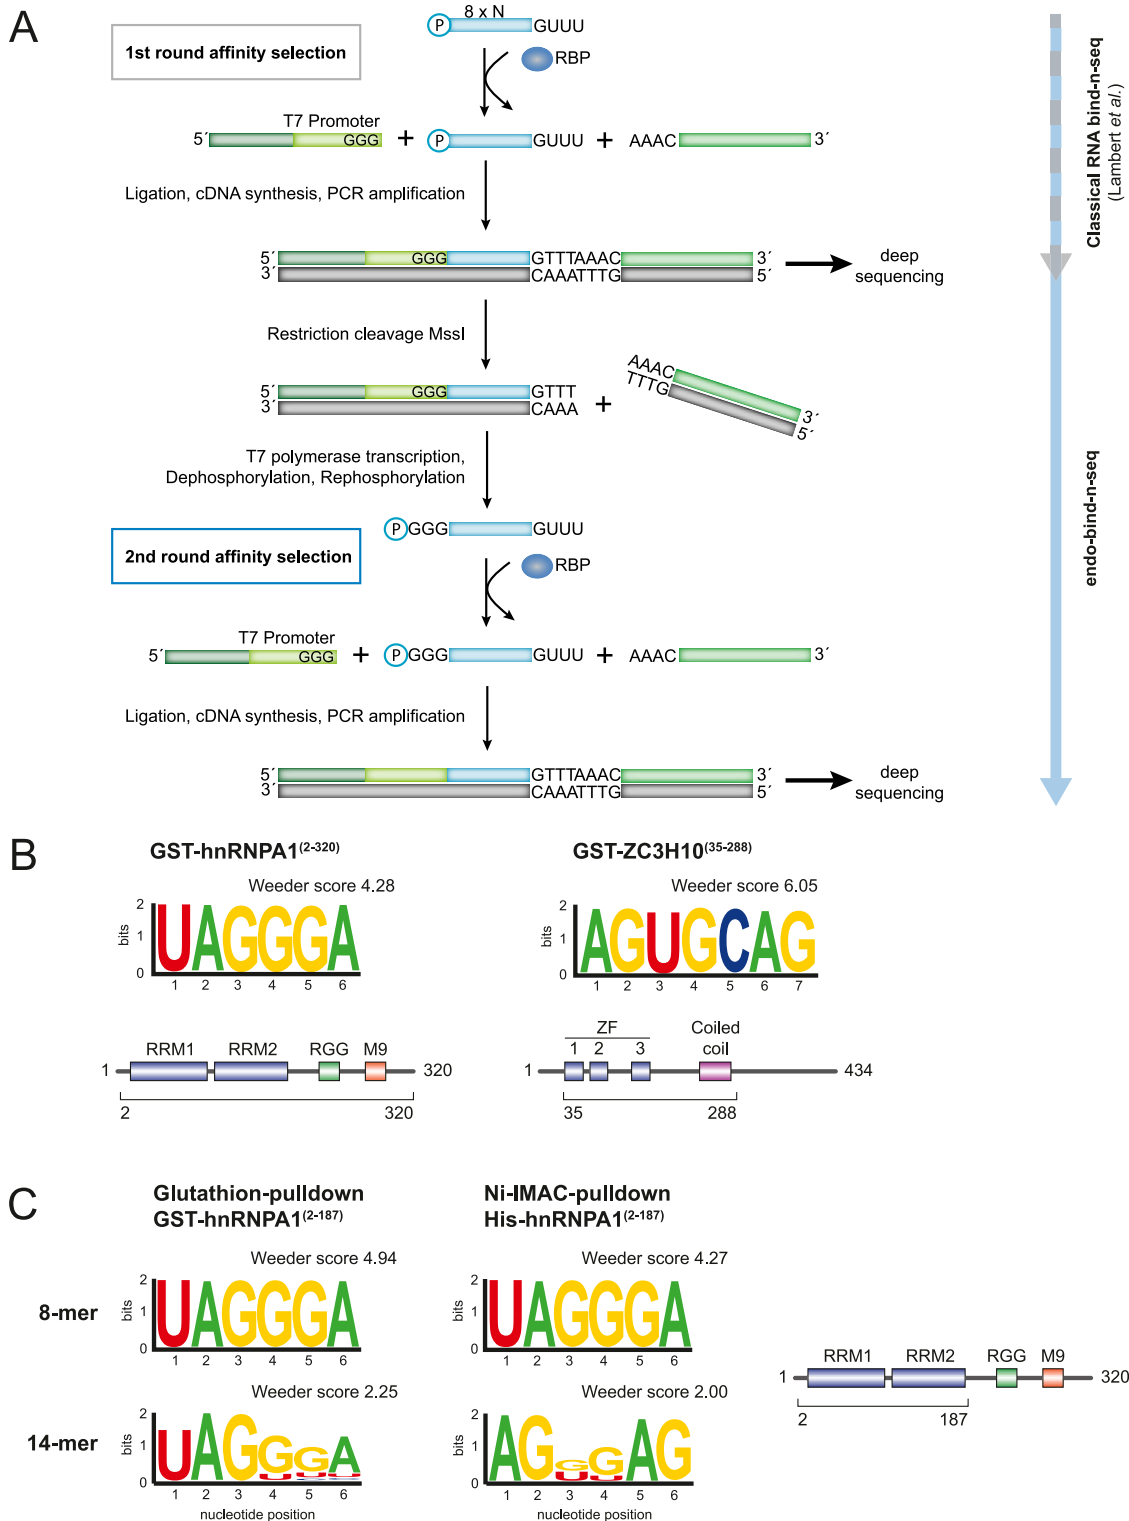 A
1st round affinity selection
8 x N
P
GUUU
RBP
T7 Promoter
5´
GGG
+
P
GUUU
+
AAAC
3´
Ligation, cDNA synthesis, PCR amplification
5´
GGG
GTTTAAAC
3´
3´
CAAATTTG
5´
deep
sequencing
Restriction cleavage MssI
5´
GGG
GTTT
3´
CAAA
+
AAAC
TTTG
3´
5´
T7 polymerase transcription,
Dephosphorylation, Rephosphorylation
P
GGG
GUUU
2nd round affinity selection
RBP
T7 Promoter
5´
GGG
+
P
GGG
GUUU
+
AAAC
3´
Ligation, cDNA synthesis, PCR amplification
5´
GTTTAAAC
3´
3´
CAAATTTG
5´
deep
sequencing
Classical RNA bind-n-seq
(Lambert et al.)
endo-bind-n-seq
B
GST-hnRNPA1(2-320)
Weeder score 4.28
2
bits
1
0
UAGGGA
1 2 3 4 5 6
RRM1 RRM2 RGG M9
1
320
2
320
GST-ZC3H10(35-288)
Weeder score 6.05
2
bits
1
0
AGUGCAG
1 2 3 4 5 6 7
ZF
1 2 3
Coiled
coil
1
434
35
288
C
Glutathion-pulldown
GST-hnRNPA1(2-187)
Ni-IMAC-pulldown
His-hnRNPA1(2-187)
8-mer
Weeder score 4.94
2
bits
1
0
UAGGGA
1 2 3 4 5 6
Weeder score 4.27
2
bits
1
0
UAGGGA
1 2 3 4 5 6
14-mer
Weeder score 2.25
2
bits
1
0
UAGGGA
U U U
1 2 3 4 5 6
nucleotide position
Weeder score 2.00
2
bits
1
0
AGGGAG
U U
1 2 3 4 5 6
nucleotide position
RRM1 RRM2 RGG M9
1
320
2
187